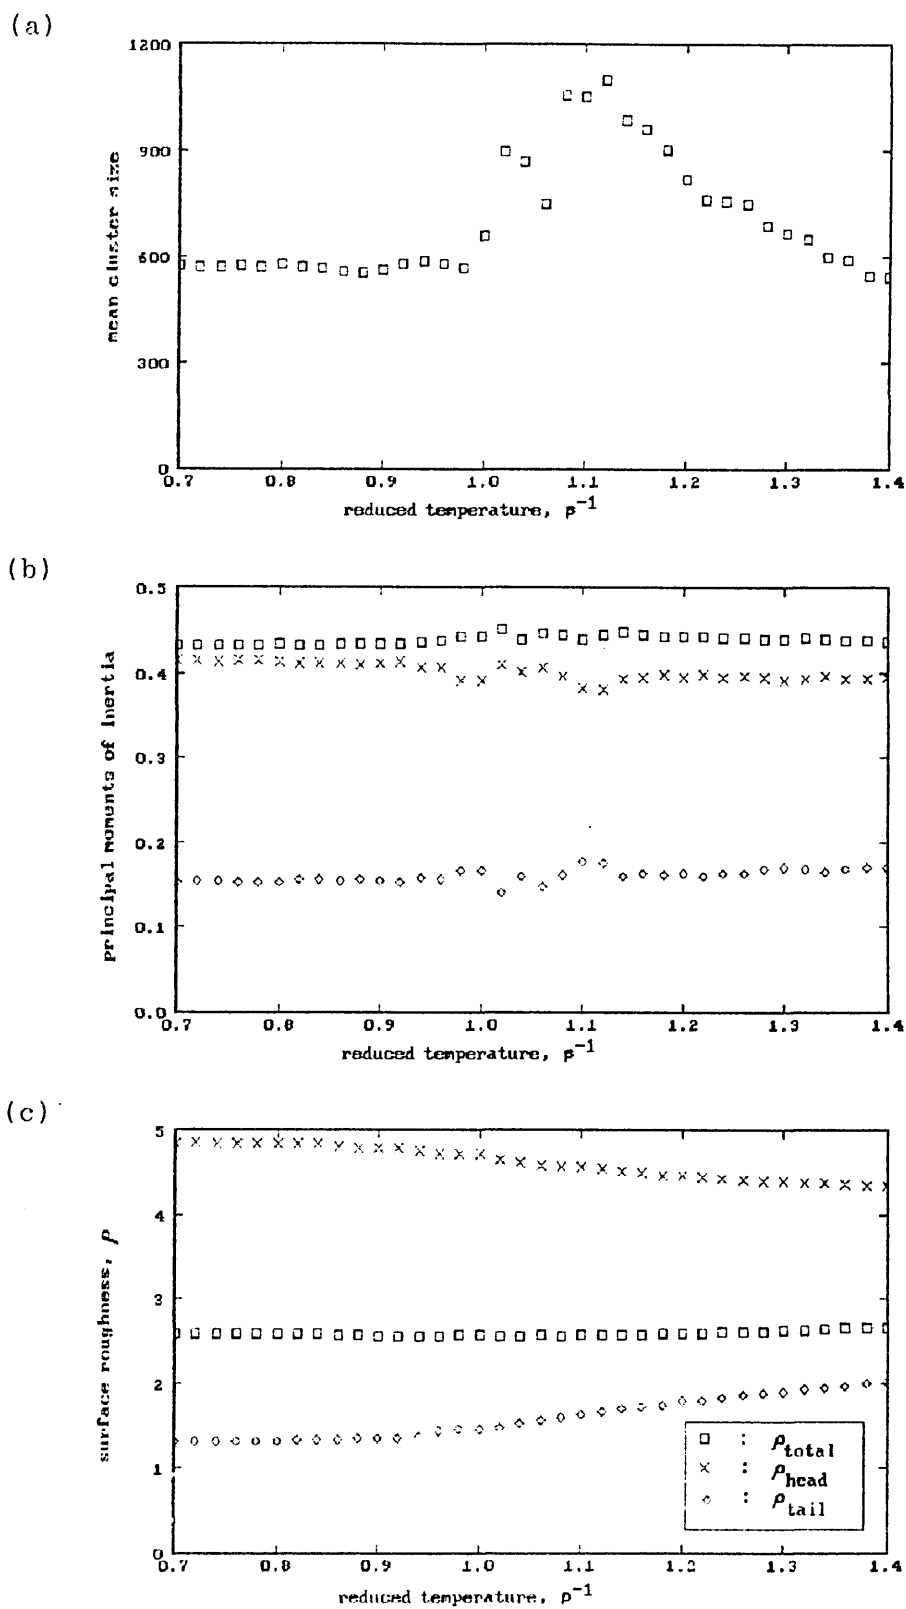 (a)
1200
900
600
300
0
mean cluster size
0.7 0.8 0.9 1.0 1.1 1.2 1.3 1.4
reduced temperature, β⁻¹
(b)
0.5
0.4
0.3
0.2
0.1
0.0
principal moments of inertia
0.7 0.8 0.9 1.0 1.1 1.2 1.3 1.4
reduced temperature, β⁻¹
(c)
5
4
3
2
1
0
surface roughness, ρ
□ : ρ_total
× : ρ_head
◇ : ρ_tail
0.7 0.8 0.9 1.0 1.1 1.2 1.3 1.4
reduced temperature, β⁻¹